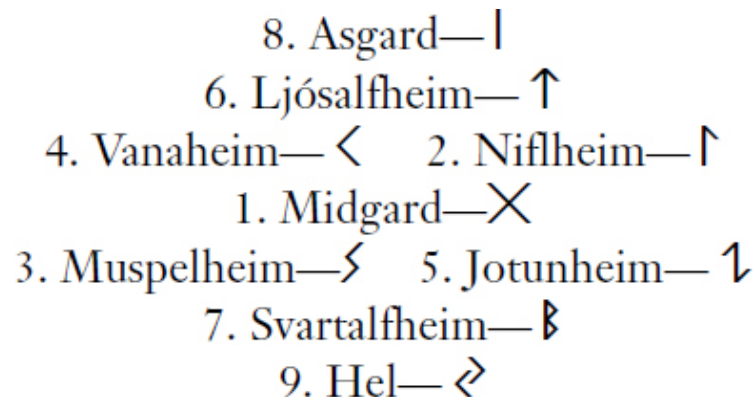 8. Asgard—ᛁ
6. Ljósalfheim—ᛏ
4. Vanaheim—ᚲ 2. Niflheim—ᛚ
1. Midgard—ᚷ
3. Muspelheim—ᛊ 5. Jotunheim—ᛇ
7. Svartalfheim—ᛒ
9. Hel—ᛃ